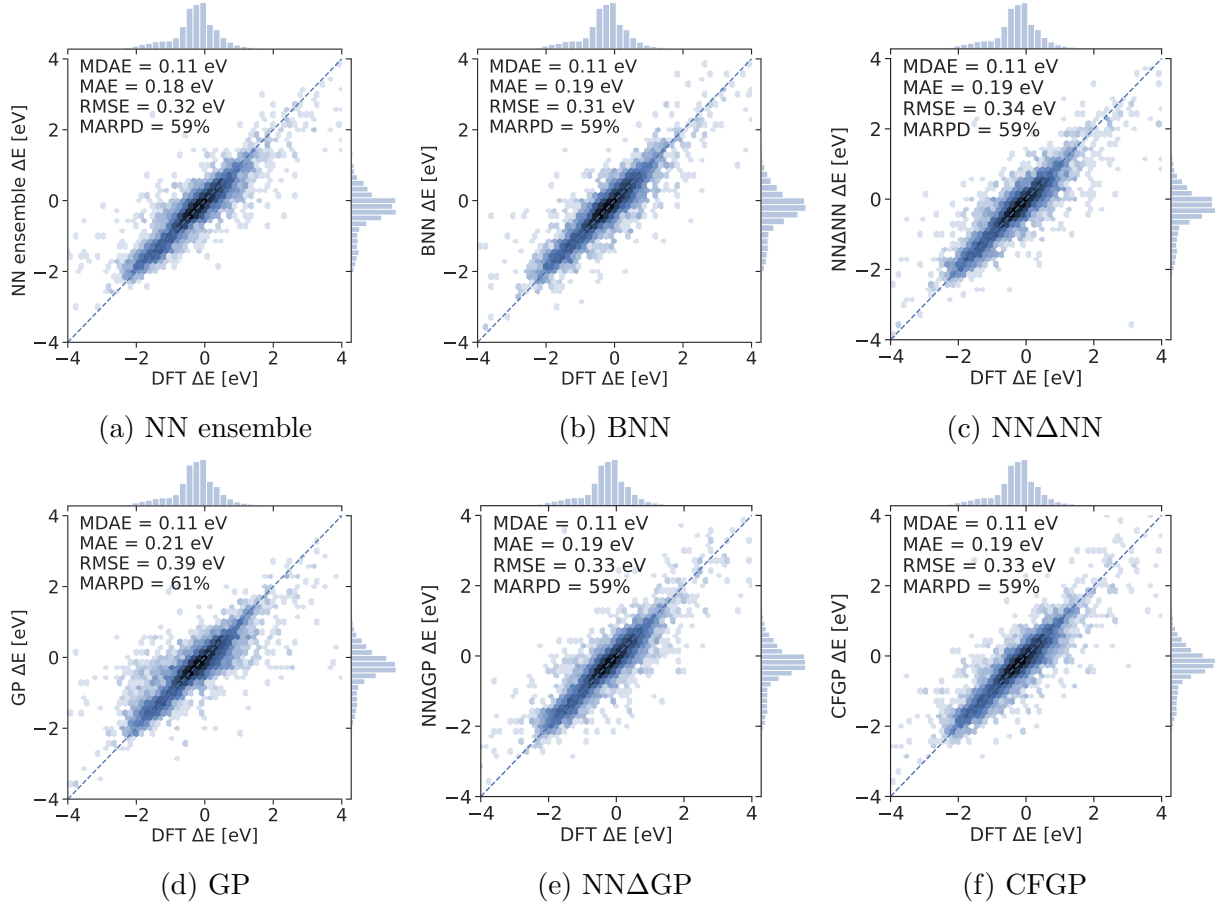 MDAE = 0.11 eV
MAE = 0.18 eV
RMSE = 0.32 eV
MARPD = 59%
NN ensemble ΔE [eV]
4
2
0
−2
−4
−4 −2 0 2 4
DFT ΔE [eV]
(a) NN ensemble
MDAE = 0.11 eV
MAE = 0.19 eV
RMSE = 0.31 eV
MARPD = 59%
BNN ΔE [eV]
4
2
0
−2
−4
−4 −2 0 2 4
DFT ΔE [eV]
(b) BNN
MDAE = 0.11 eV
MAE = 0.19 eV
RMSE = 0.34 eV
MARPD = 59%
NNΔNN ΔE [eV]
4
2
0
−2
−4
−4 −2 0 2 4
DFT ΔE [eV]
(c) NNΔNN
MDAE = 0.11 eV
MAE = 0.21 eV
RMSE = 0.39 eV
MARPD = 61%
GP ΔE [eV]
4
2
0
−2
−4
−4 −2 0 2 4
DFT ΔE [eV]
(d) GP
MDAE = 0.11 eV
MAE = 0.19 eV
RMSE = 0.33 eV
MARPD = 59%
NNΔGP ΔE [eV]
4
2
0
−2
−4
−4 −2 0 2 4
DFT ΔE [eV]
(e) NNΔGP
MDAE = 0.11 eV
MAE = 0.19 eV
RMSE = 0.33 eV
MARPD = 59%
CFGP ΔE [eV]
4
2
0
−2
−4
−4 −2 0 2 4
DFT ΔE [eV]
(f) CFGP